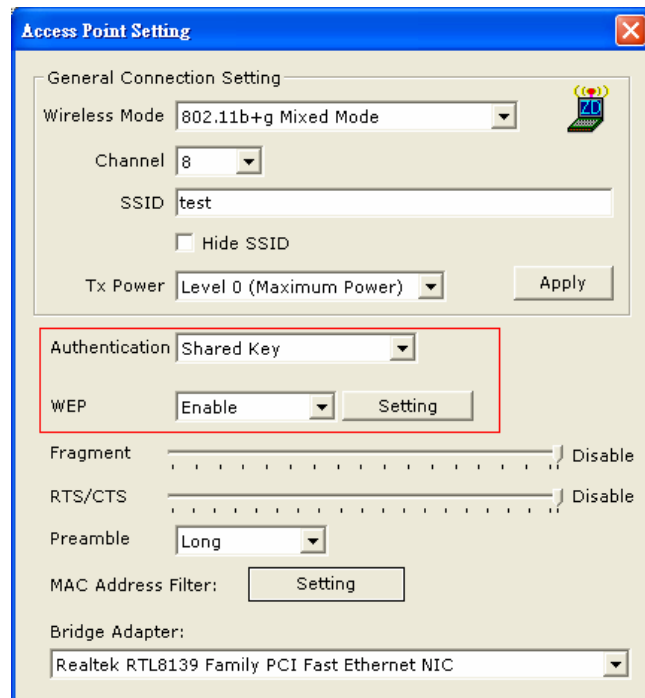 Access Point Setting
General Connection Setting
Wireless Mode 802.11b+g Mixed Mode
ZD
Channel 8
SSID test
Hide SSID
Tx Power Level 0 (Maximum Power) Apply
Authentication Shared Key
WEP Enable Setting
Fragment Disable
RTS/CTS Disable
Preamble Long
MAC Address Filter: Setting
Bridge Adapter:
Realtek RTL8139 Family PCI Fast Ethernet NIC